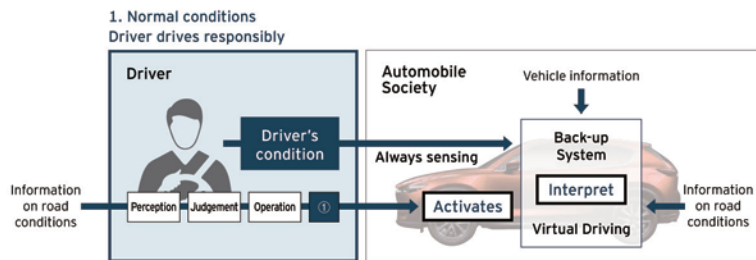 1. Normal conditions
Driver drives responsibly
Driver
Driver's
condition
Information
on road
conditions
Perception
Judgement
Operation
①
Automobile
Society
Always sensing
Activates
Vehicle information
Back-up
System
Interpret
Virtual Driving
Information
on road
conditions